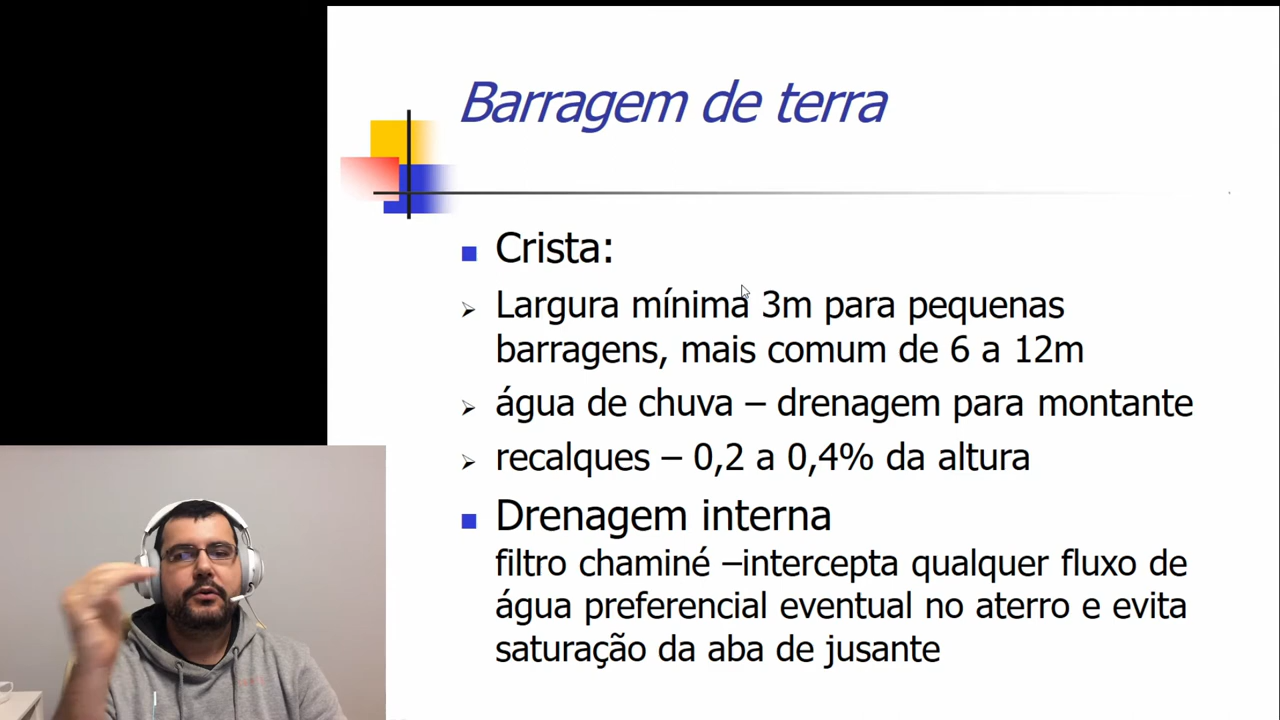 Barragem de terra
Crista:
Largura mínima 3m para pequenas
barragens, mais comum de 6 a 12m
água de chuva – drenagem para montante
recalques – 0,2 a 0,4% da altura
Drenagem interna
filtro chaminé –intercepta qualquer fluxo de
água preferencial eventual no aterro e evita
saturação da aba de jusante